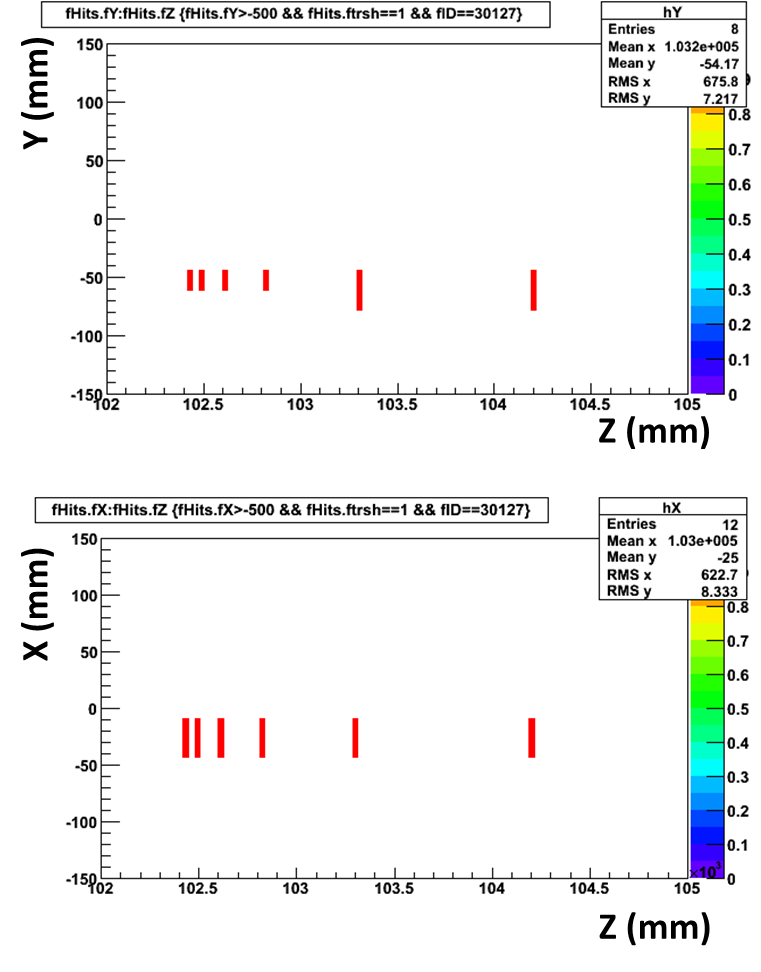 fHits.fY:fHits.fZ {fHits.fY>-500 && fHits.ftrsh==1 && fID==30127}
hY
Entries 8
Mean x 1.032e+005
Mean y -54.17
RMS x 675.8
RMS y 7.217
Y (mm)
150
100
50
0
-50
-100
-150
102 102.5 103 103.5 104 104.5 105
Z (mm)
0.8
0.7
0.6
0.5
0.4
0.3
0.2
0.1
0
fHits.fX:fHits.fZ {fHits.fX>-500 && fHits.ftrsh==1 && fID==30127}
hX
Entries 12
Mean x 1.03e+005
Mean y -25
RMS x 622.7
RMS y 8.333
X (mm)
150
100
50
0
-50
-100
-150
102 102.5 103 103.5 104 104.5 105
Z (mm)
0.8
0.7
0.6
0.5
0.4
0.3
0.2
0.1
0
×10³